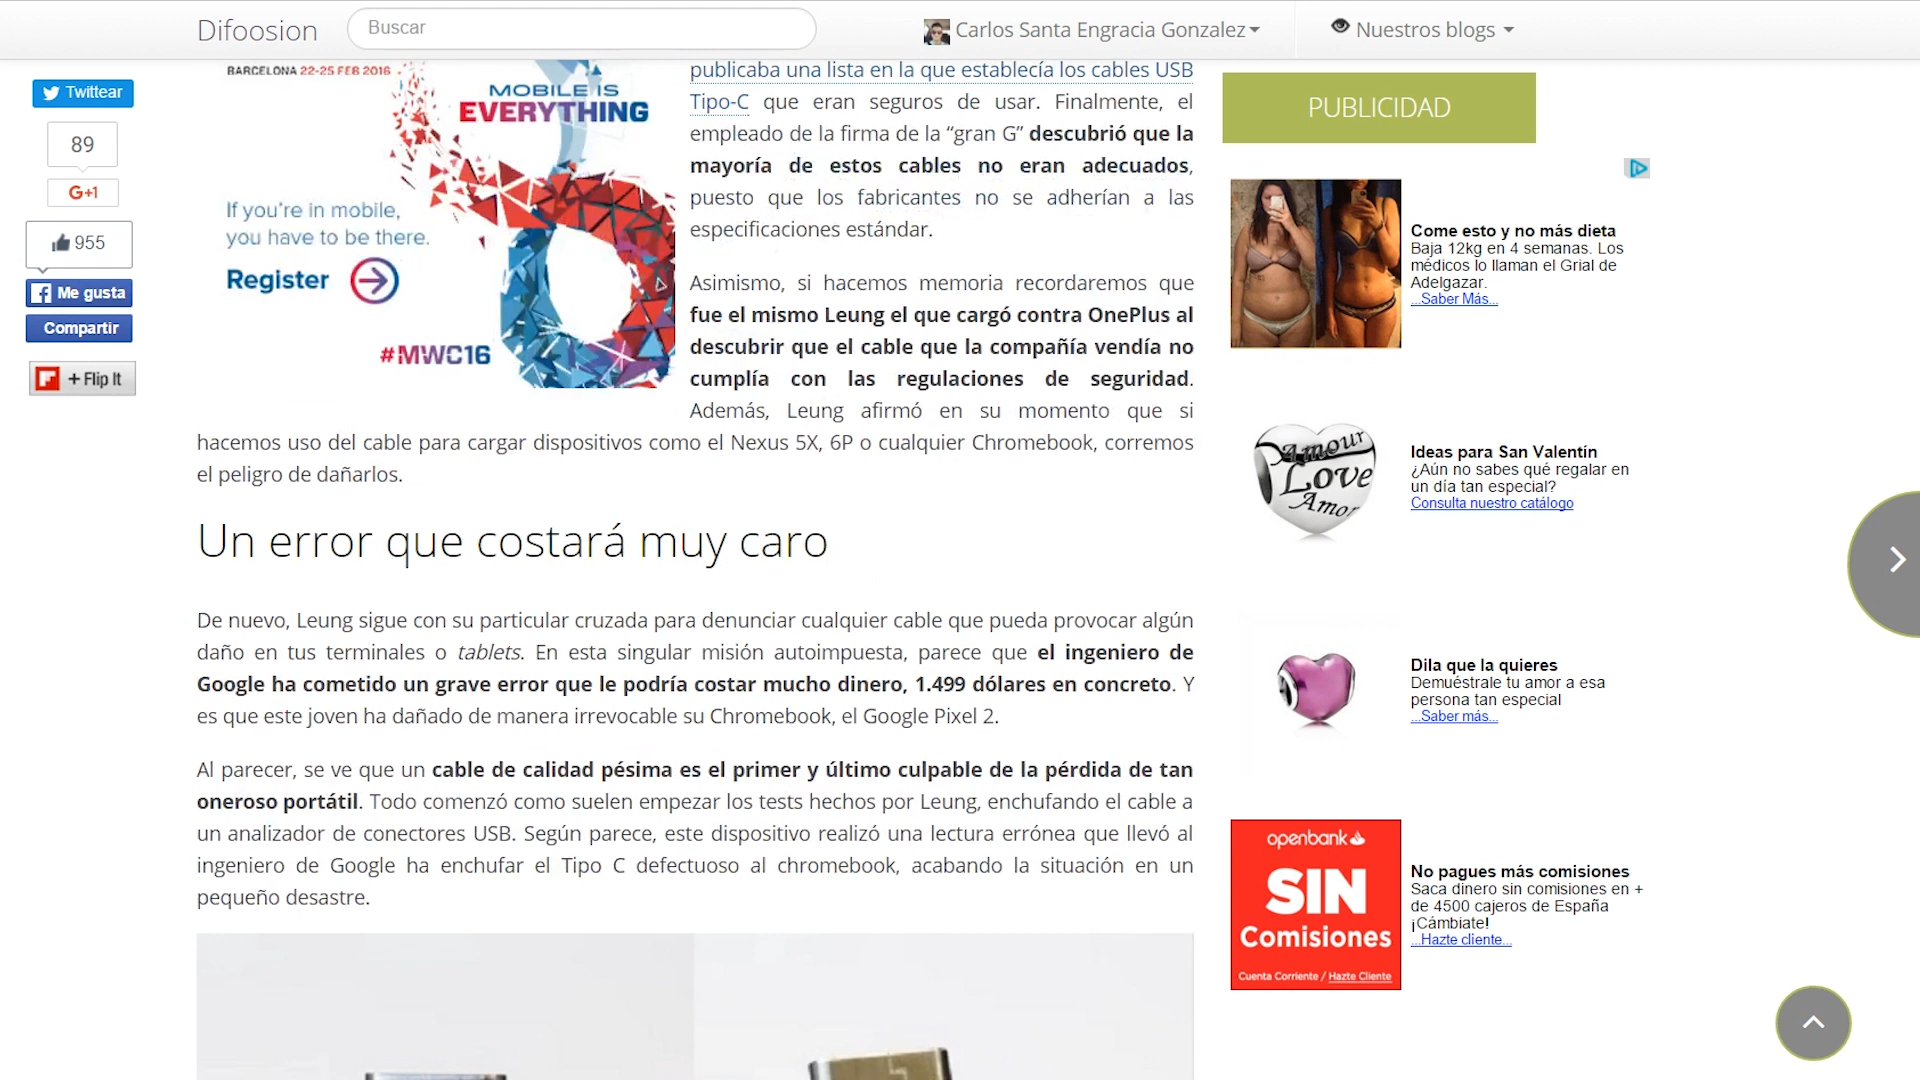 Difoosion
Buscar
Carlos Santa Engracia Gonzalez
Nuestros blogs
Twittear
89
G+1
955
Me gusta
Compartir
+ Flip It
BARCELONA 22-25 FEB 2016
MOBILE IS
EVERYTHING
If you're in mobile,
you have to be there.
Register
#MWC16
publicaba una lista en la que establecía los cables USB
Tipo-C que eran seguros de usar. Finalmente, el
empleado de la firma de la “gran G” descubrió que la
mayoría de estos cables no eran adecuados,
puesto que los fabricantes no se adherían a las
especificaciones estándar.
Asimismo, si hacemos memoria recordaremos que
fue el mismo Leung el que cargó contra OnePlus al
descubrir que el cable que la compañía vendía no
cumplía con las regulaciones de seguridad.
Además, Leung afirmó en su momento que si
hacemos uso del cable para cargar dispositivos como el Nexus 5X, 6P o cualquier Chromebook, corremos
el peligro de dañarlos.
Un error que costará muy caro
De nuevo, Leung sigue con su particular cruzada para denunciar cualquier cable que pueda provocar algún
daño en tus terminales o tablets. En esta singular misión autoimpuesta, parece que el ingeniero de
Google ha cometido un grave error que le podría costar mucho dinero, 1.499 dólares en concreto. Y
es que este joven ha dañado de manera irrevocable su Chromebook, el Google Pixel 2.
Al parecer, se ve que un cable de calidad pésima es el primer y último culpable de la pérdida de tan
oneroso portátil. Todo comenzó como suelen empezar los tests hechos por Leung, enchufando el cable a
un analizador de conectores USB. Según parece, este dispositivo realizó una lectura errónea que llevó al
ingeniero de Google ha enchufar el Tipo C defectuoso al chromebook, acabando la situación en un
pequeño desastre.
PUBLICIDAD
Come esto y no más dieta
Baja 12kg en 4 semanas. Los
médicos lo llaman el Grial de
Adelgazar.
...Saber Más...
Amour
Love
Amor
Ideas para San Valentín
¿Aún no sabes qué regalar en
un día tan especial?
Consulta nuestro catálogo
Dila que la quieres
Demuéstrale tu amor a esa
persona tan especial
...Saber más...
openbank
SIN
Comisiones
Cuenta Corriente / Hazte Cliente
No pagues más comisiones
Saca dinero sin comisiones en +
de 4500 cajeros de España
¡Cámbiate!
...Hazte cliente...